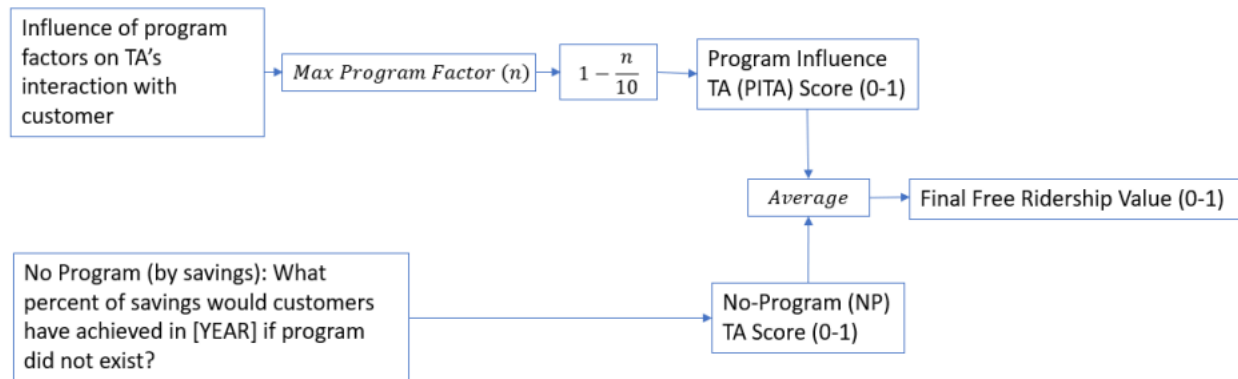 Influence of program
factors on TA's
interaction with
customer
Max Program Factor (n)
1 − n/10
Program Influence
TA (PITA) Score (0-1)
Average
Final Free Ridership Value (0-1)
No Program (by savings): What
percent of savings would customers
have achieved in [YEAR] if program
did not exist?
No-Program (NP)
TA Score (0-1)